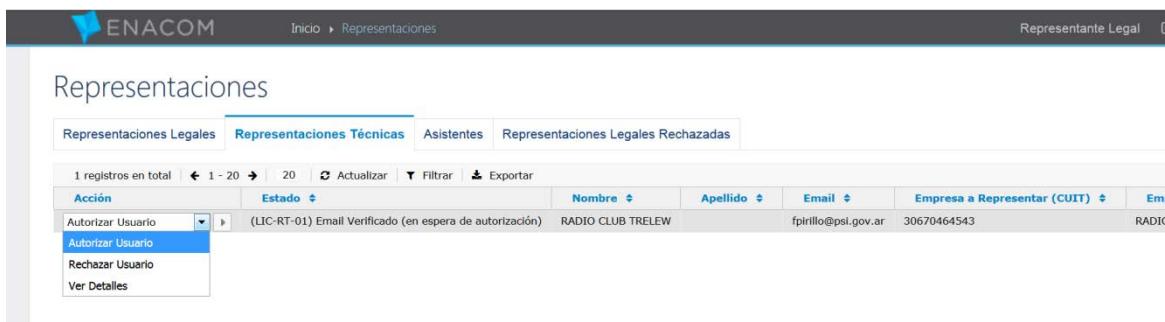 ENACOM Inicio Representaciones Representante Legal
Representaciones
Representaciones Legales Representaciones Técnicas Asistentes Representaciones Legales Rechazadas
1 registros en total 1 - 20 20 Actualizar Filtrar Exportar
Acción Estado Nombre Apellido Email Empresa a Representar (CUIT) Em
Autorizar Usuario (LIC-RT-01) Email Verificado (en espera de autorización) RADIO CLUB TRELEW fpirillo@psi.gov.ar 30670464543 RADIO
Autorizar Usuario
Rechazar Usuario
Ver Detalles